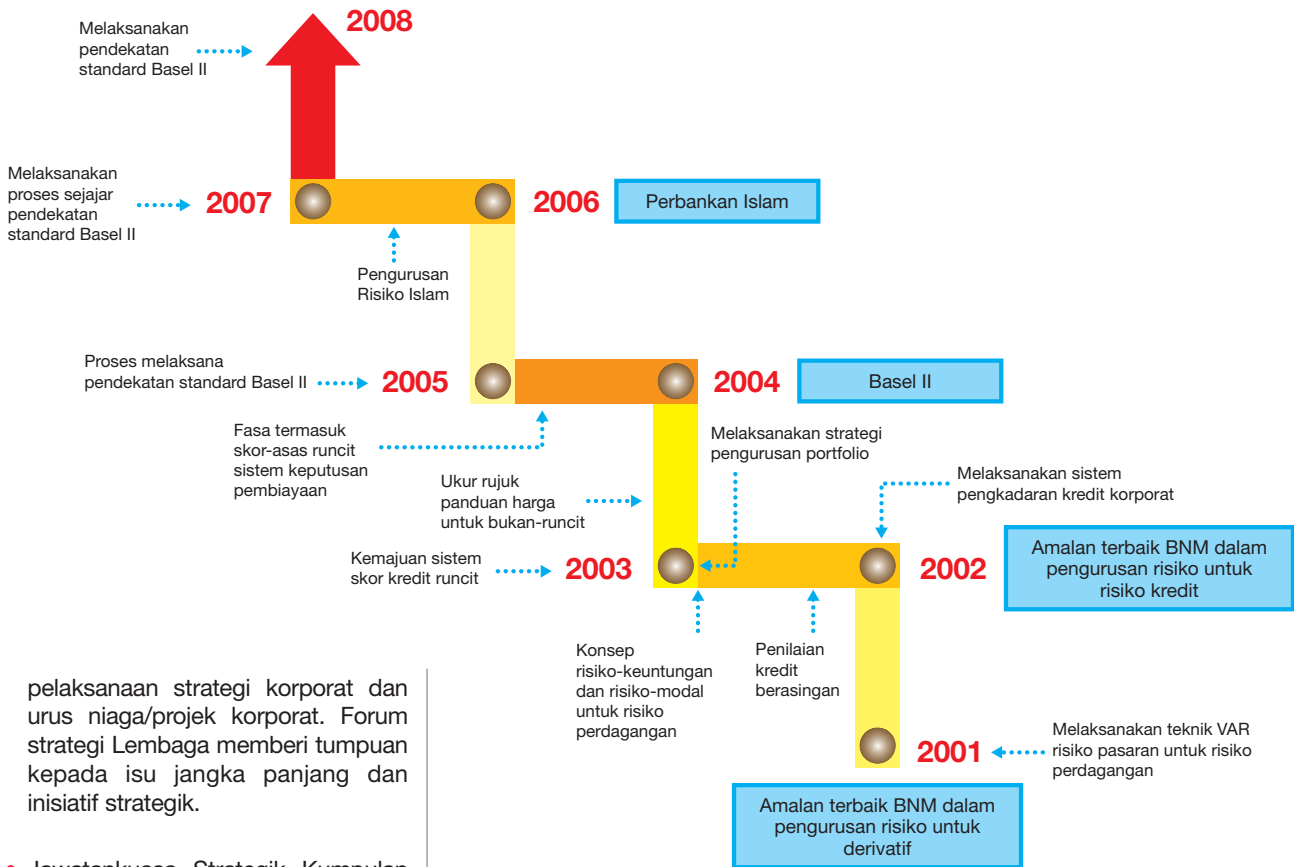 Melaksanakan
pendekatan
standard Basel II
2008
Melaksanakan
proses sejajar
pendekatan
standard Basel II
2007
2006
Perbankan Islam
Pengurusan
Risiko Islam
Proses melaksana
pendekatan standard Basel II
2005
2004
Basel II
Fasa termasuk
skor-asas runcit
sistem keputusan
pembiayaan
Ukur rujuk
panduan harga
untuk bukan-runcit
Melaksanakan strategi
pengurusan portfolio
Melaksanakan sistem
pengkadaran kredit korporat
Kemajuan sistem
skor kredit runcit
2003
2002
Amalan terbaik BNM dalam
pengurusan risiko untuk
risiko kredit
Konsep
risiko-keuntungan
dan risiko-modal
untuk risiko
perdagangan
Penilaian
kredit
berasingan
2001
Melaksanakan teknik VAR
risiko pasaran untuk risiko
perdagangan
Amalan terbaik BNM dalam
pengurusan risiko untuk
derivatif
pelaksanaan strategi korporat dan
urus niaga/projek korporat. Forum
strategi Lembaga memberi tumpuan
kepada isu jangka panjang dan
inisiatif strategik.
Jawatankuasa Strategik Kumpulan